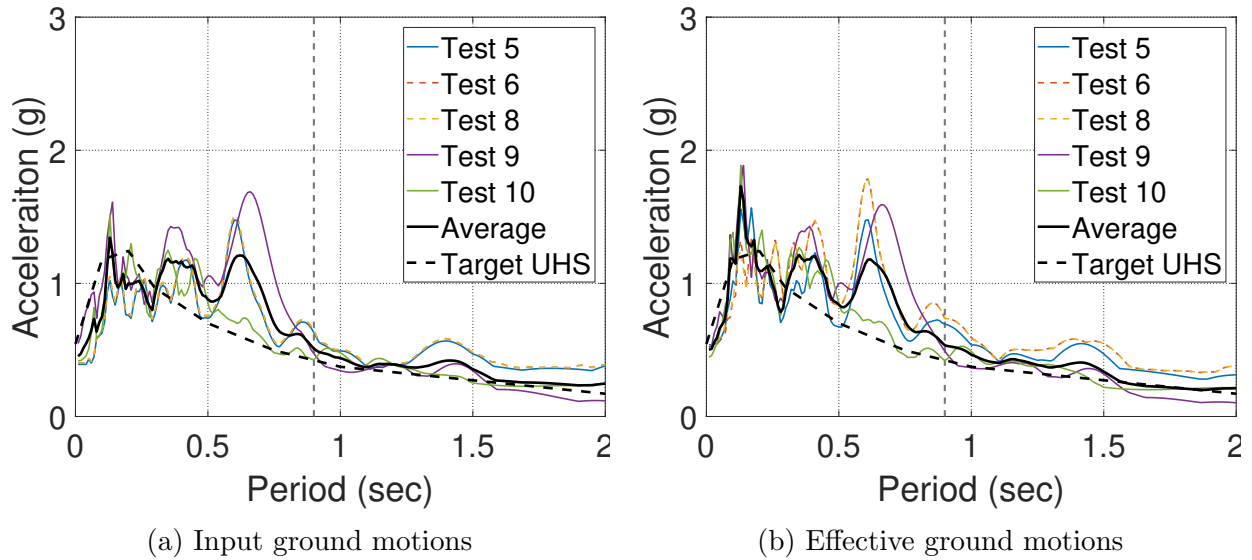 3
2
1
0
Acceleraiton (g)
Test 5
Test 6
Test 8
Test 9
Test 10
Average
Target UHS
0 0.5 1 1.5 2
Period (sec)
(a) Input ground motions
3
2
1
0
Acceleraiton (g)
Test 5
Test 6
Test 8
Test 9
Test 10
Average
Target UHS
0 0.5 1 1.5 2
Period (sec)
(b) Effective ground motions